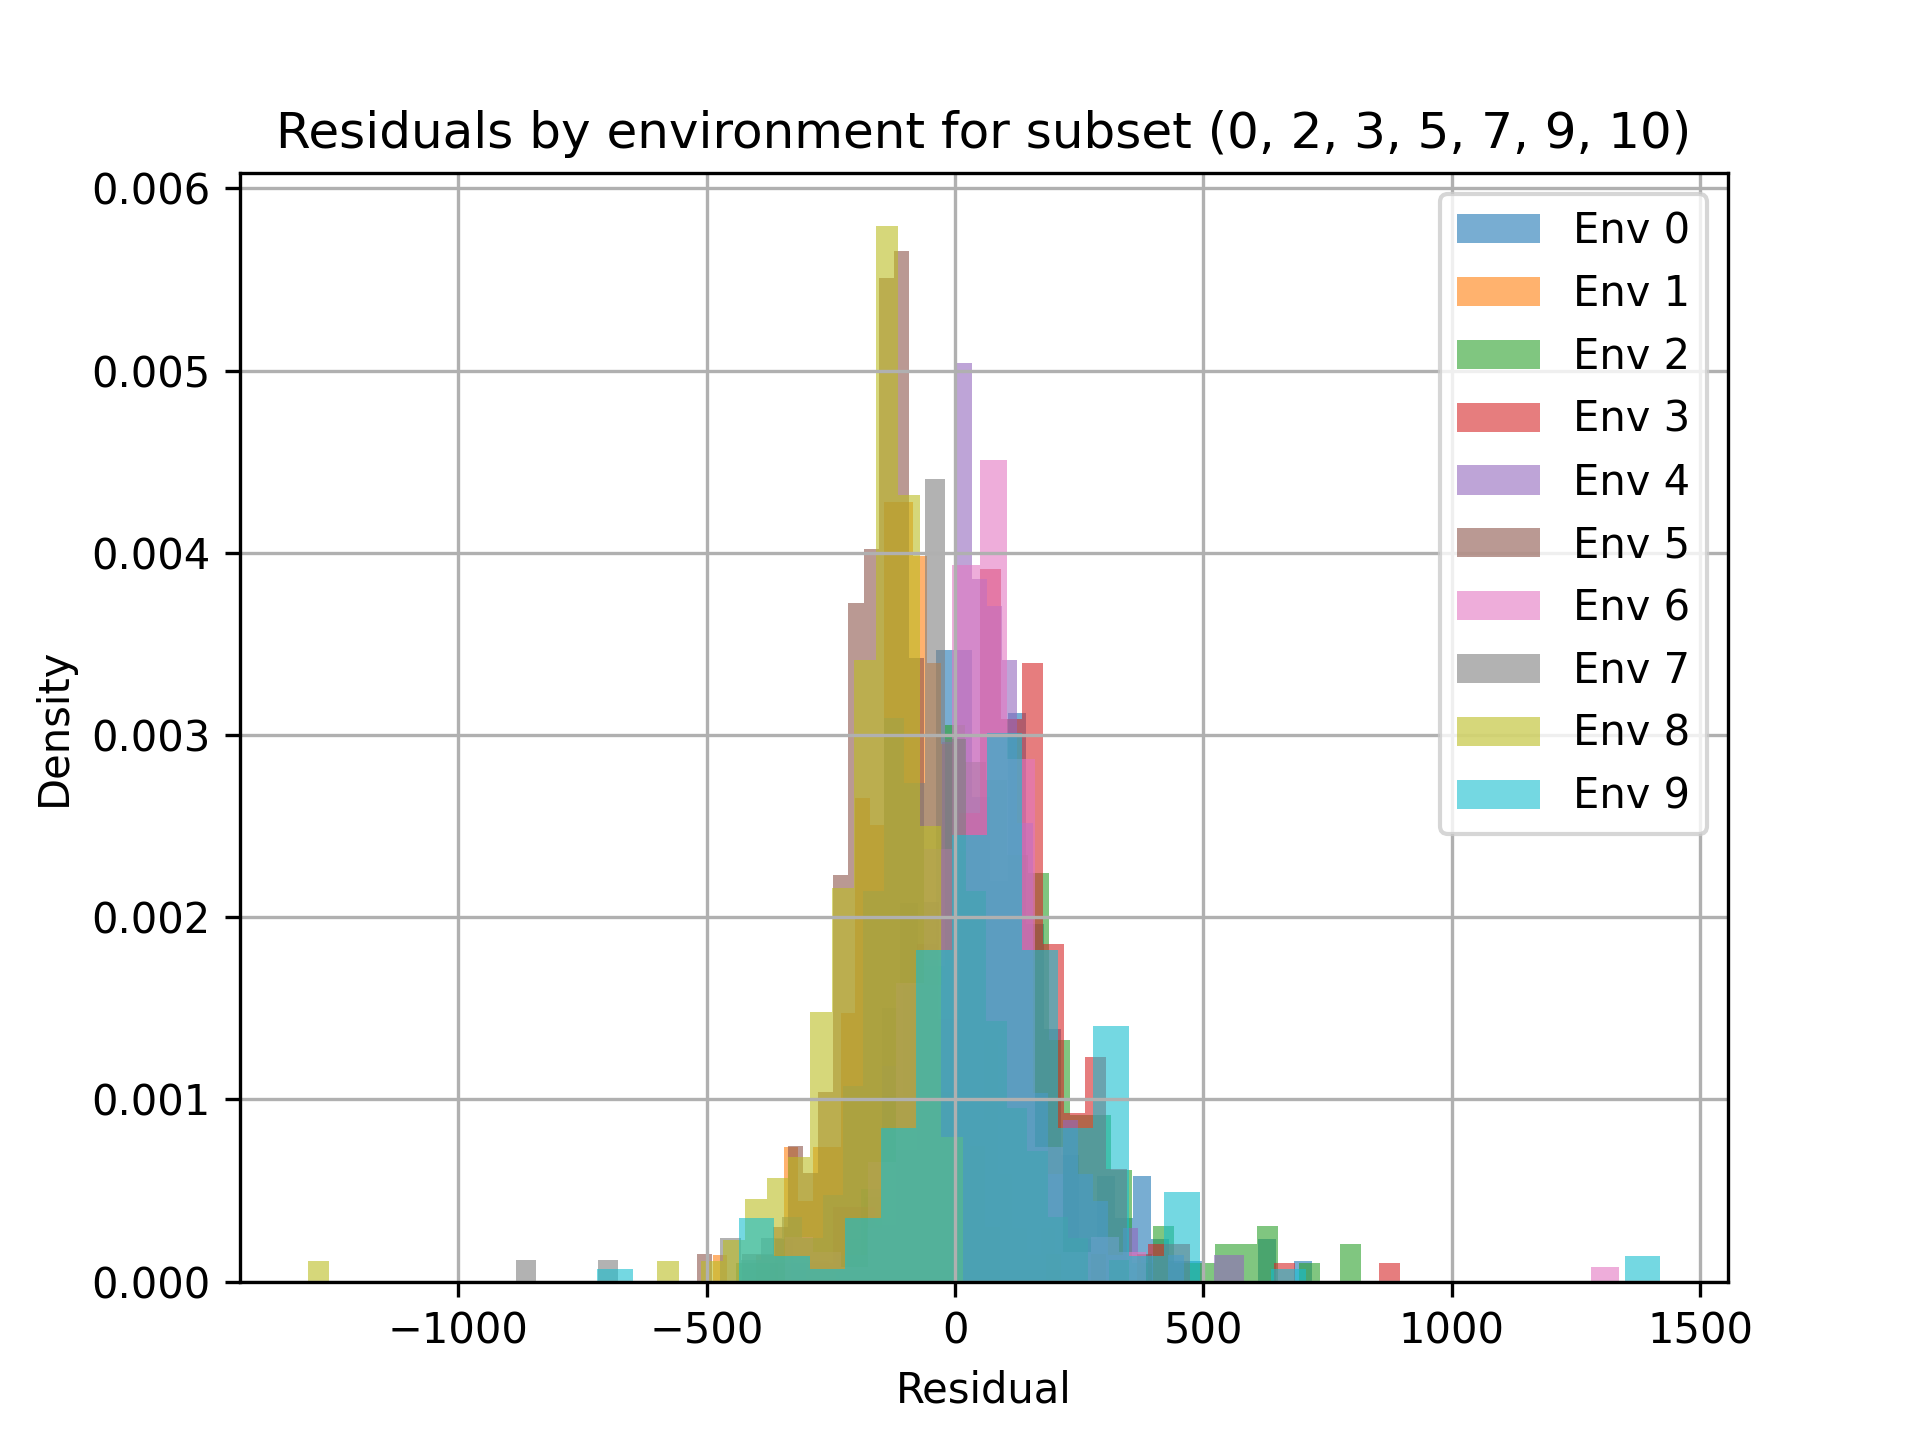 Residuals by environment for subset (0, 2, 3, 5, 7, 9, 10)
0.006
0.005
0.004
0.003
0.002
0.001
0.000
Density
Env 0
Env 1
Env 2
Env 3
Env 4
Env 5
Env 6
Env 7
Env 8
Env 9
−1000 −500 0 500 1000 1500
Residual